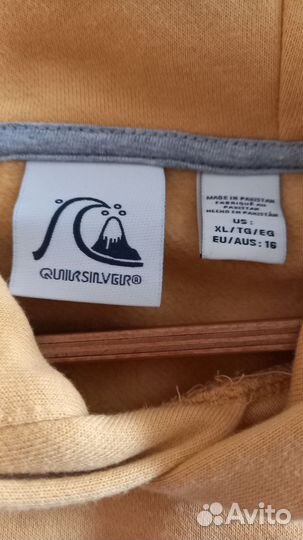 QUIKSILVER®
MADE IN PAKISTAN
FABRIQUÉ AU
PAKISTAN
HECHO EN PAKISTÁN
US :
XL/TG/EG
EU/AUS: 16
Avito